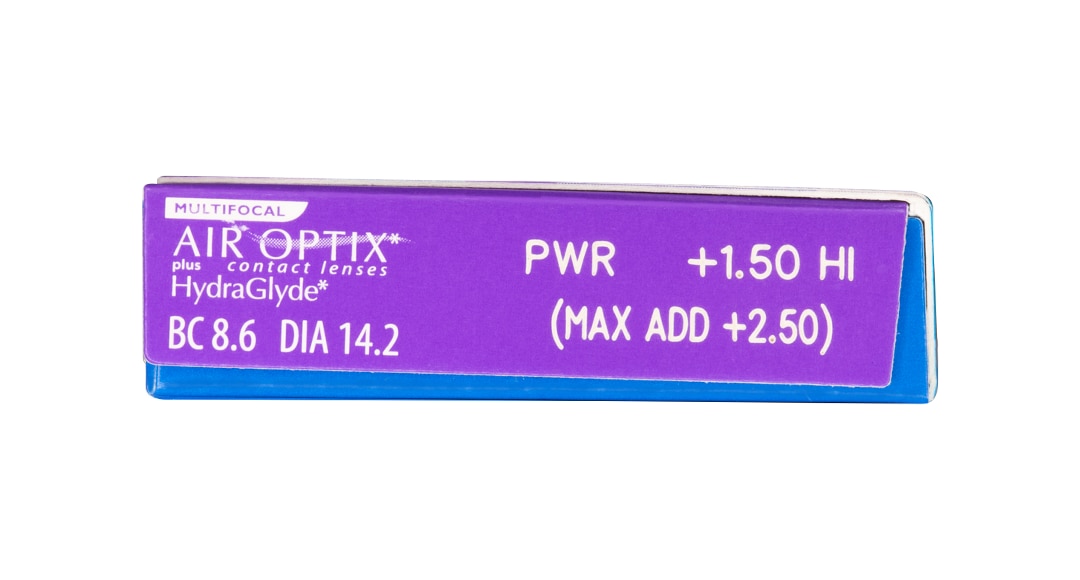 MULTIFOCAL
AIR OPTIX*
plus contact lenses
HydraGlyde*
BC 8.6 DIA 14.2
PWR +1.50 HI
(MAX ADD +2.50)